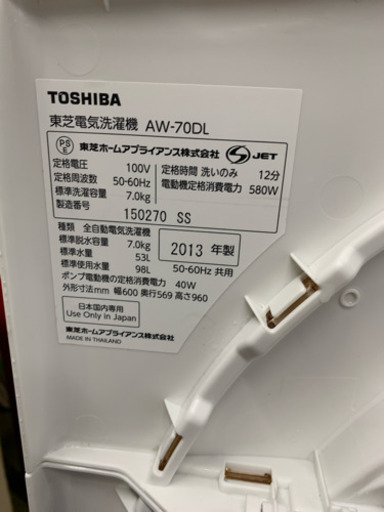 TOSHIBA
東芝電気洗濯機 AW-70DL
PS E 東芝ホームアプライアンス株式会社 S JET
定格電圧 100V 定格時間 洗いのみ 12分
定格周波数 50-60Hz 電動機定格消費電力 580W
標準洗濯容量 7.0kg
製造番号 150270 SS
種類 全自動電気洗濯機
標準脱水容量 7.0kg 2013 年製
標準水量 53L
標準使用水量 98L 50-60Hz 共用
ポンプ電動機の定格消費電力 40W
外形寸法mm 幅600 奥行569 高さ960
日本国内専用
Use Only in Japan
東芝ホームアプライアンス株式会社
MADE IN THAILAND